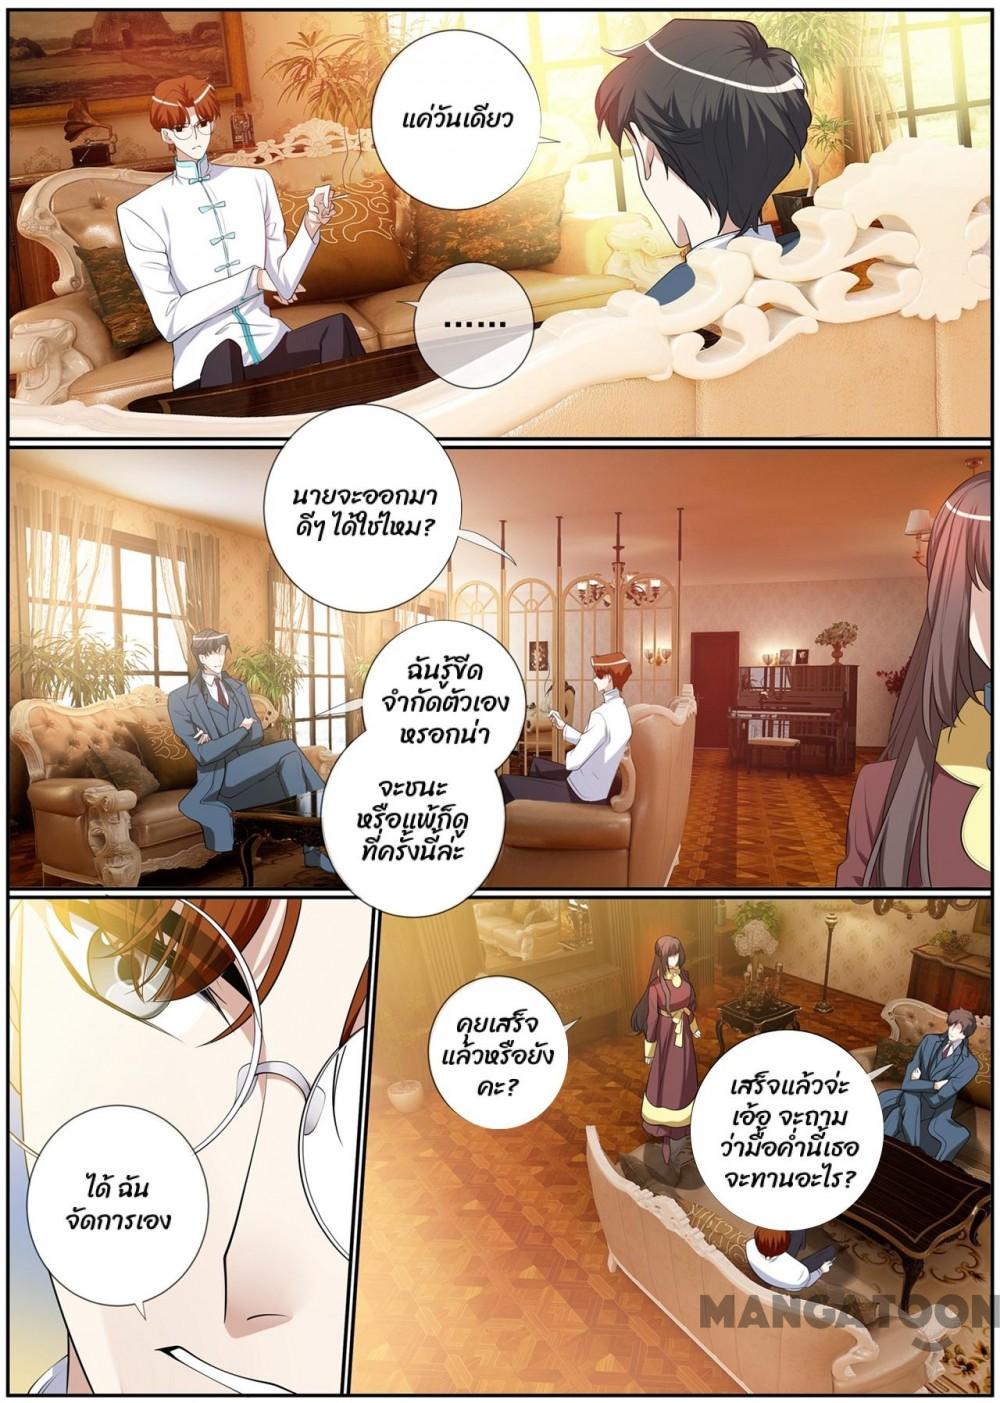 แค่วันเดียว
......
นายจะออกมา
ดีๆ ได้ใช่ไหม?
ฉันรู้ขีด
จำกัดตัวเอง
หรอกน่า
จะชนะ
หรือแพ้ก็ดู
ที่ครั้งนี้ล่ะ
คุยเสร็จ
แล้วหรือยัง
คะ?
เสร็จแล้วจ่ะ
เอ้อ จะถาม
ว่ามื้อค่ำนี้เธอ
จะทานอะไร?
ได้ ฉัน
จัดการเอง
MANGATOON